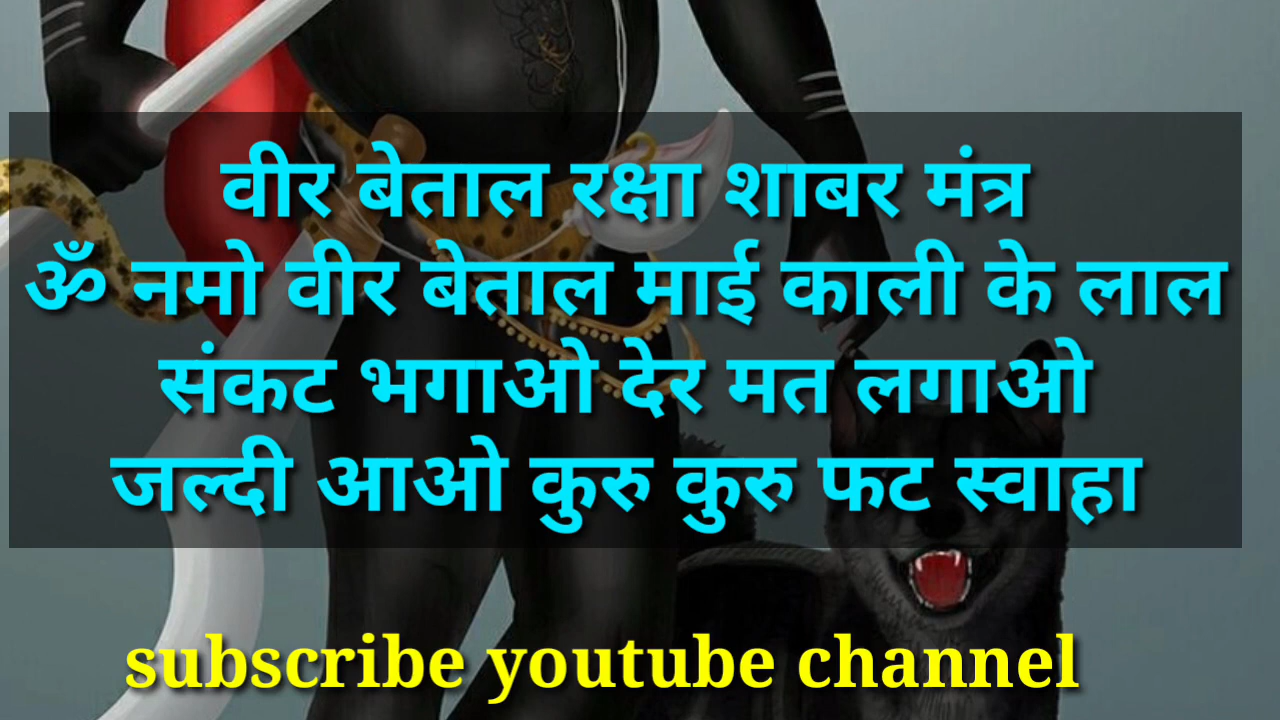 वीर बेताल रक्षा शाबर मंत्र
ॐ नमो वीर बेताल माई काली के लाल
संकट भगाओ देर मत लगाओ
जल्दी आओ कुरु कुरु फट स्वाहा
subscribe youtube channel